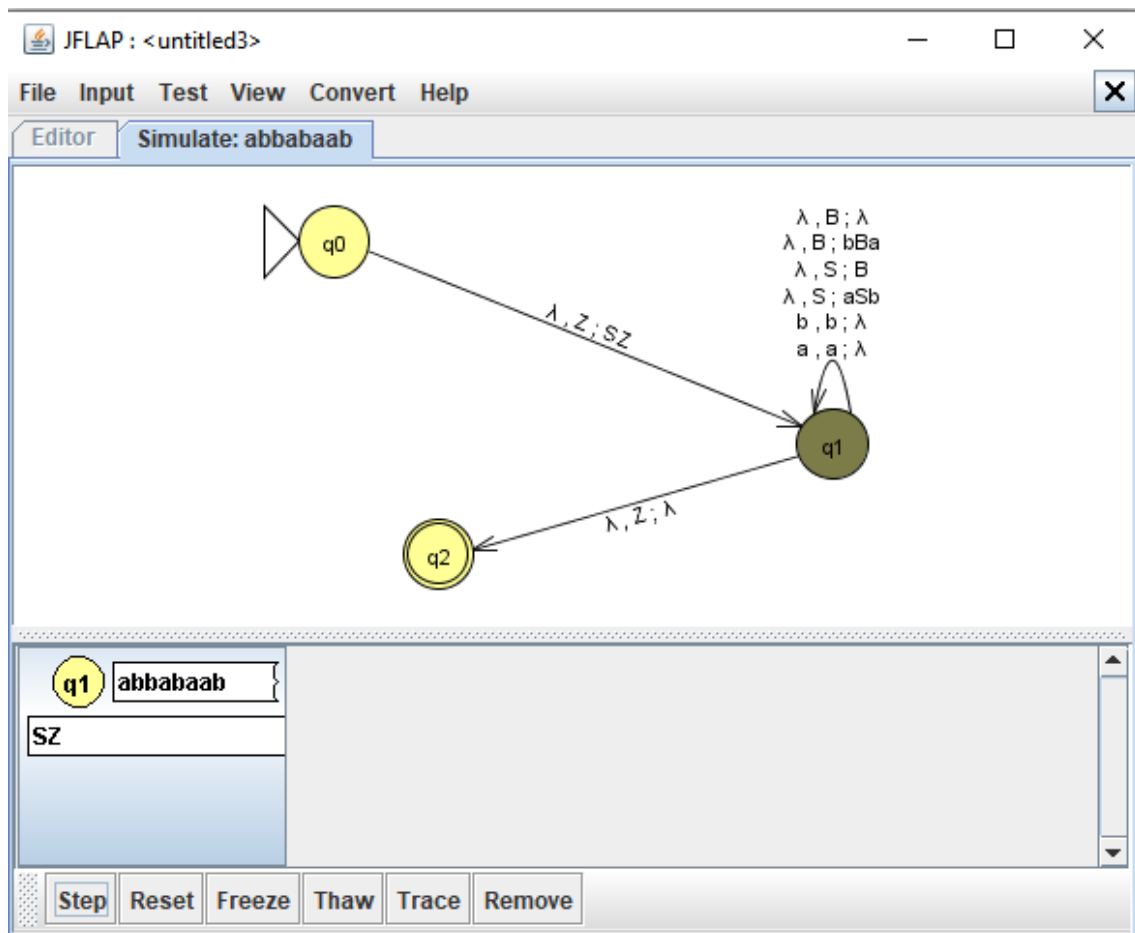 JFLAP : <untitled3>
File Input Test View Convert Help
Editor Simulate: abbabaab
q0
λ , B ; λ
λ , B ; bBa
λ , S ; B
λ , S ; aSb
b , b ; λ
a , a ; λ
λ , Z ; SZ
q1
λ , Z ; λ
q2
q1 abbabaab
SZ
Step Reset Freeze Thaw Trace Remove